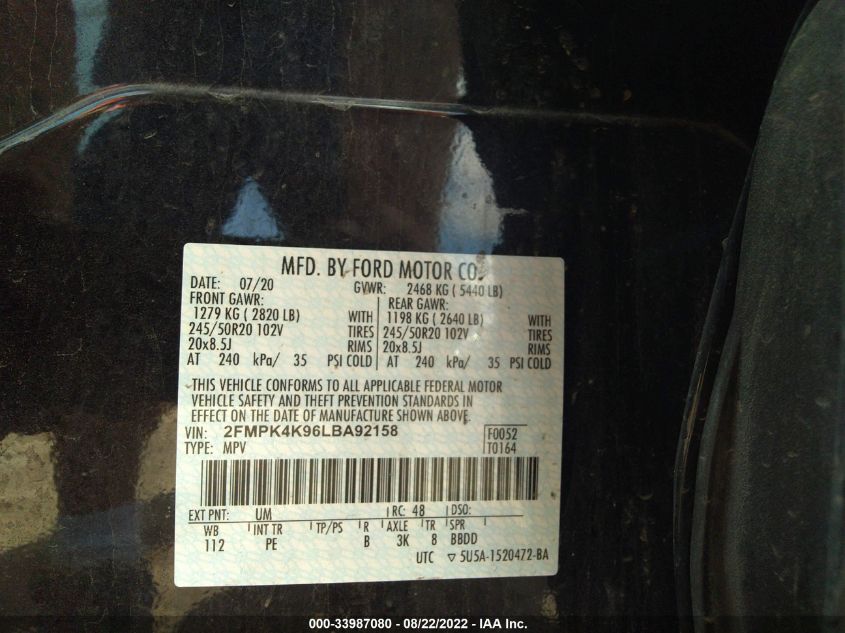 MFD. BY FORD MOTOR CO.
DATE: 07/20 GVWR: 2468 KG ( 5440 LB)
FRONT GAWR: REAR GAWR:
1279 KG ( 2820 LB) WITH 1198 KG ( 2640 LB) WITH
245/50R20 102V TIRES 245/50R20 102V TIRES
20x8.5J RIMS 20x8.5J RIMS
AT 240 kPa/ 35 PSI COLD AT 240 kPa/ 35 PSI COLD
THIS VEHICLE CONFORMS TO ALL APPLICABLE FEDERAL MOTOR
VEHICLE SAFETY AND THEFT PREVENTION STANDARDS IN
EFFECT ON THE DATE OF MANUFACTURE SHOWN ABOVE.
VIN: 2FMPK4K96LBA92158 F0052
TYPE: MPV T0164
EXT PNT: UM RC: 48 DSO:
WB INT TR TP/PS R AXLE TR SPR
112 PE B 3K 8 BBDD
UTC ▽ 5U5A-1520472-BA
000-33987080 - 08/22/2022 - IAA Inc.